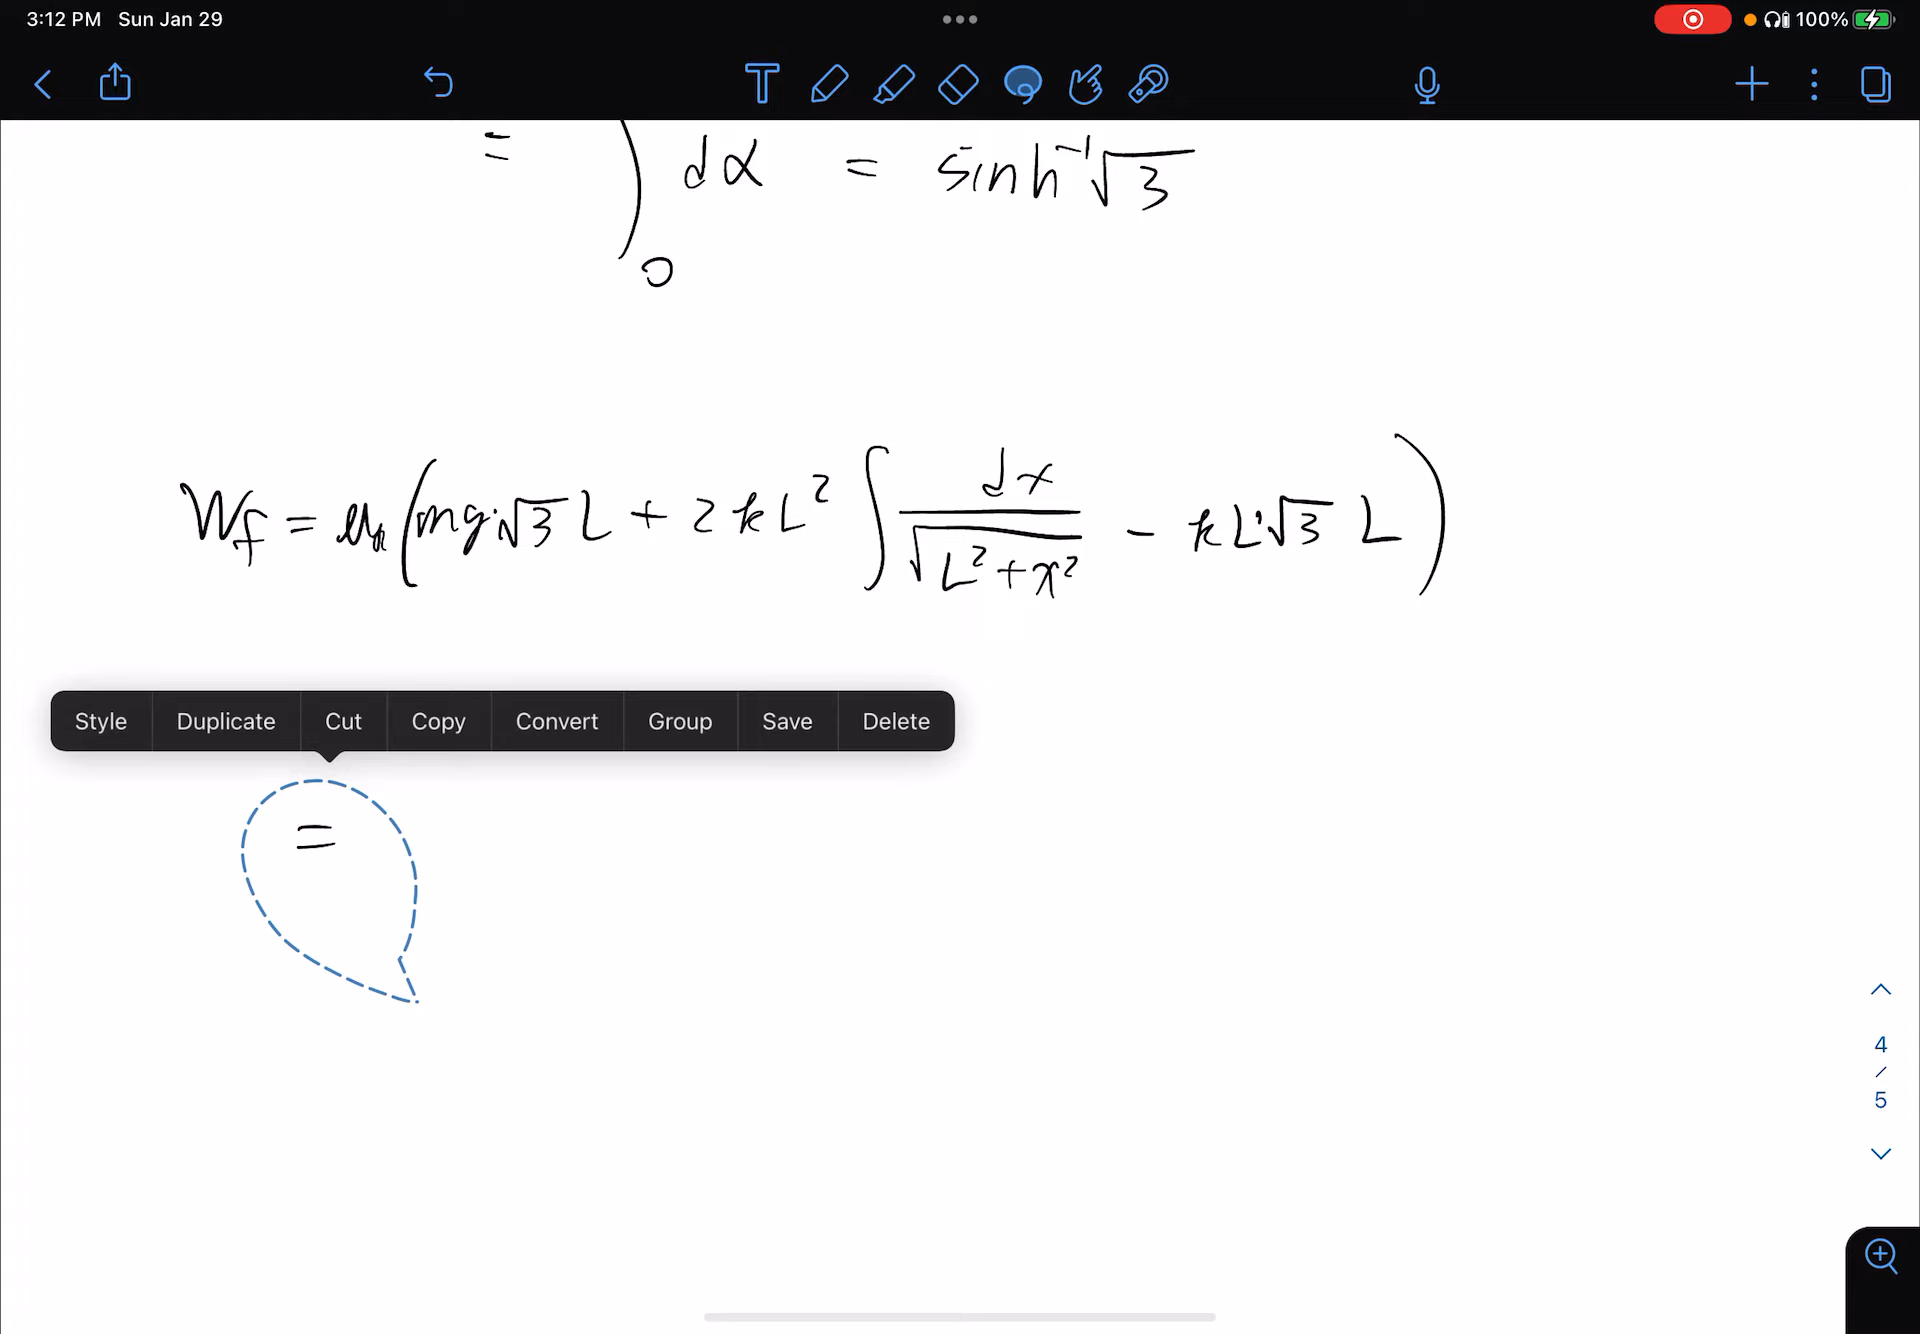 3:12 PM Sun Jan 29 100%
T
= ∫₀ dα = sinh⁻¹√3
W_f = μ_k (mg·√3 L + 2kL² ∫ dx / √(L² + x²) - kL·√3 L)
Style Duplicate Cut Copy Convert Group Save Delete
=
4
/
5